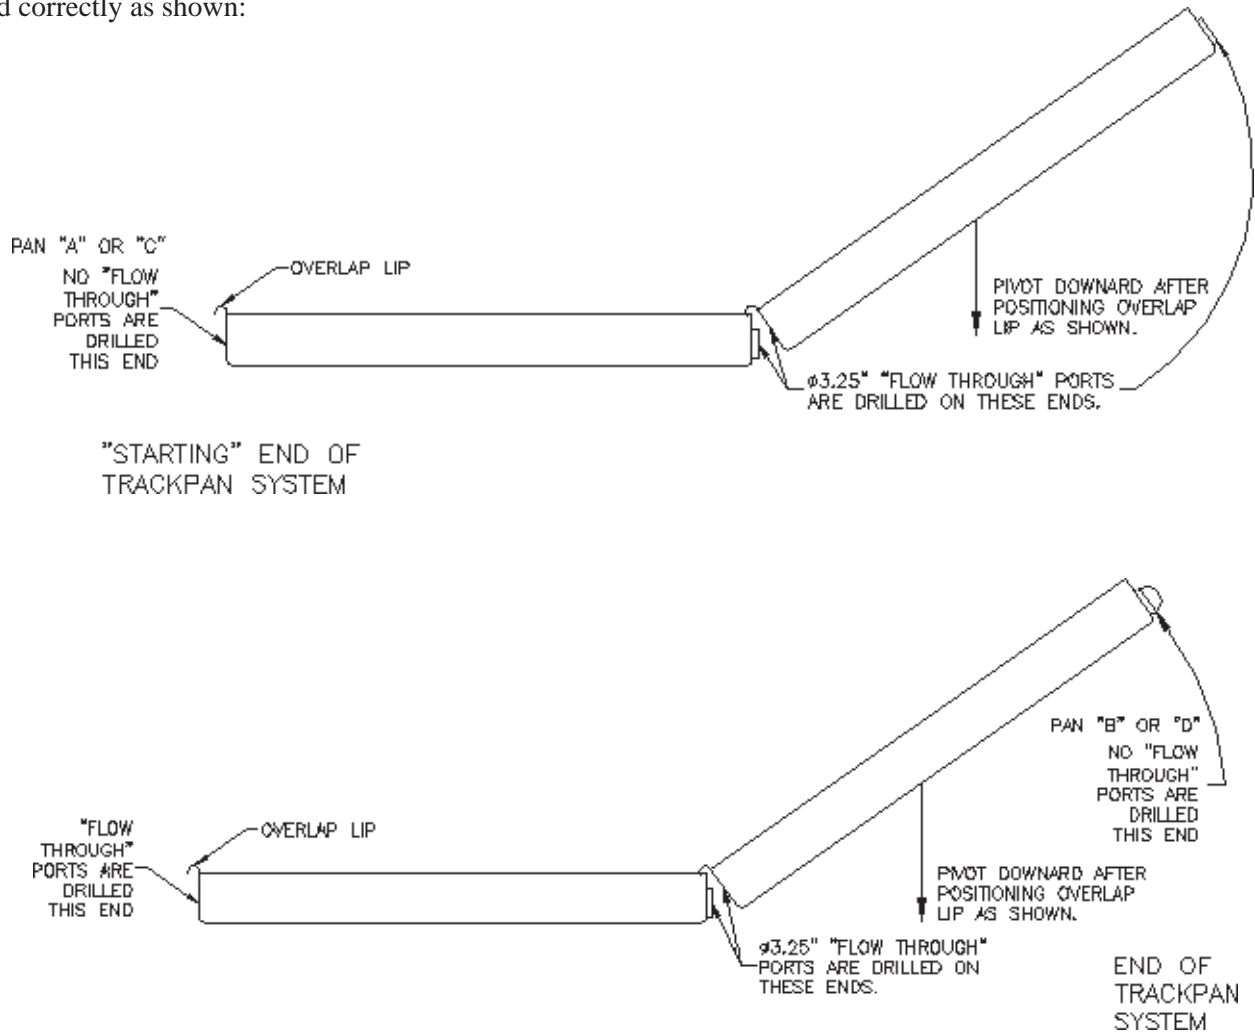 d correctly as shown:
PAN "A" OR "C"
NO "FLOW
THROUGH"
PORTS ARE
DRILLED
THIS END
OVERLAP LIP
PIVOT DOWNARD AFTER
POSITIONING OVERLAP
LIP AS SHOWN.
ø3.25" "FLOW THROUGH" PORTS
ARE DRILLED ON THESE ENDS.
"STARTING" END OF
TRACKPAN SYSTEM
PAN "B" OR "D"
NO "FLOW
THROUGH"
PORTS ARE
DRILLED
THIS END
"FLOW
THROUGH"
PORTS ARE
DRILLED
THIS END
OVERLAP LIP
PIVOT DOWNARD AFTER
POSITIONING OVERLAP
LIP AS SHOWN.
ø3.25" "FLOW THROUGH"
PORTS ARE DRILLED ON
THESE ENDS.
END OF
TRACKPAN
SYSTEM